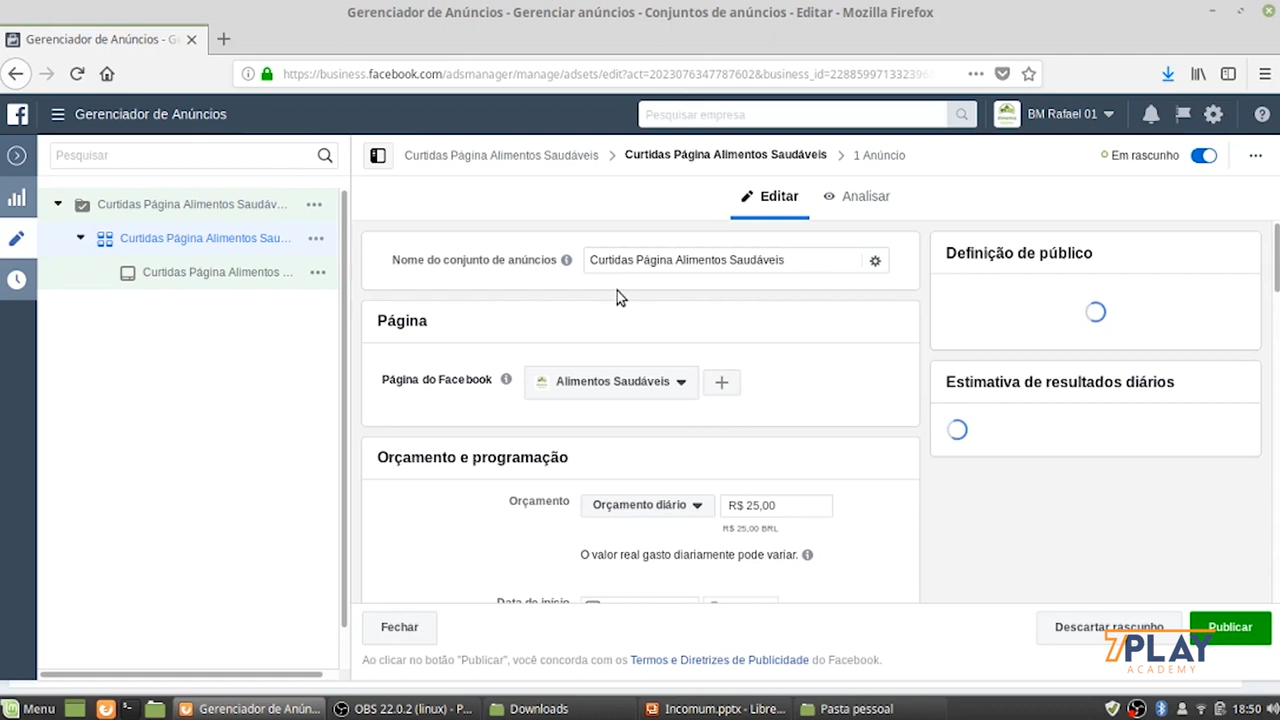 Gerenciador de Anúncios - Gerenciar anúncios - Conjuntos de anúncios - Editar - Mozilla Firefox
Gerenciador de Anúncios - G
https://business.facebook.com/adsmanager/manage/adsets/edit?act=2023076347787602&business_id=228859971332396
Gerenciador de Anúncios
Pesquisar empresa
BM Rafael 01
Pesquisar
Curtidas Página Alimentos Saudáveis
Curtidas Página Alimentos Saudáveis
1 Anúncio
Em rascunho
Editar
Analisar
Curtidas Página Alimentos Saudáv...
Curtidas Página Alimentos Sau...
Curtidas Página Alimentos ...
Nome do conjunto de anúncios
Curtidas Página Alimentos Saudáveis
Definição de público
Página
Página do Facebook
Alimentos Saudáveis
Estimativa de resultados diários
Orçamento e programação
Orçamento
Orçamento diário
R$ 25,00
R$ 25,00 BRL
O valor real gasto diariamente pode variar.
Data de início
Fechar
Descartar rascunho
Publicar
Ao clicar no botão "Publicar", você concorda com os Termos e Diretrizes de Publicidade do Facebook.
7PLAY
ACADEMY
Menu
Gerenciador de Anún...
OBS 22.0.2 (linux) - P...
Downloads
Incomum.pptx - Libre...
Pasta pessoal
18:50